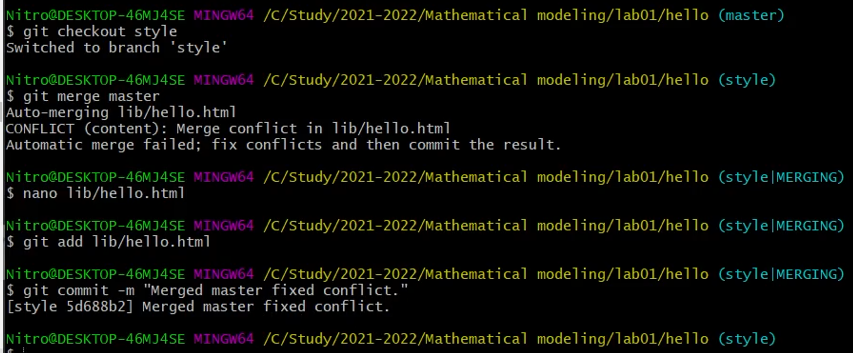 Nitro@DESKTOP-46MJ4SE MINGW64 /C/Study/2021-2022/Mathematical modeling/lab01/hello (master)
$ git checkout style
Switched to branch 'style'
Nitro@DESKTOP-46MJ4SE MINGW64 /C/Study/2021-2022/Mathematical modeling/lab01/hello (style)
$ git merge master
Auto-merging lib/hello.html
CONFLICT (content): Merge conflict in lib/hello.html
Automatic merge failed; fix conflicts and then commit the result.
Nitro@DESKTOP-46MJ4SE MINGW64 /C/Study/2021-2022/Mathematical modeling/lab01/hello (style|MERGING)
$ nano lib/hello.html
Nitro@DESKTOP-46MJ4SE MINGW64 /C/Study/2021-2022/Mathematical modeling/lab01/hello (style|MERGING)
$ git add lib/hello.html
Nitro@DESKTOP-46MJ4SE MINGW64 /C/Study/2021-2022/Mathematical modeling/lab01/hello (style|MERGING)
$ git commit -m "Merged master fixed conflict."
[style 5d688b2] Merged master fixed conflict.
Nitro@DESKTOP-46MJ4SE MINGW64 /C/Study/2021-2022/Mathematical modeling/lab01/hello (style)
$